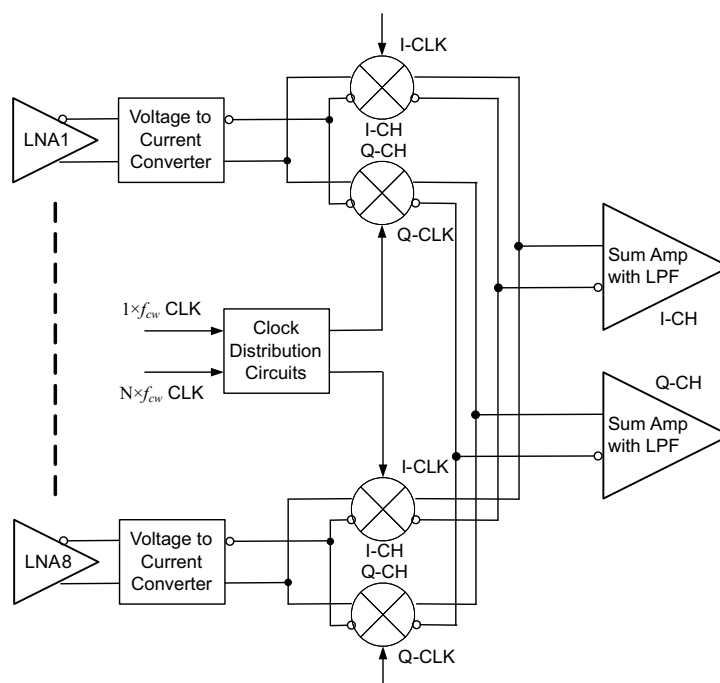 I-CLK
LNA1
Voltage to
Current
Converter
I-CH
Q-CH
Q-CLK
Sum Amp
with LPF
I-CH
1×fcw CLK
N×fcw CLK
Clock
Distribution
Circuits
Q-CH
Sum Amp
with LPF
I-CLK
LNA8
Voltage to
Current
Converter
I-CH
Q-CH
Q-CLK